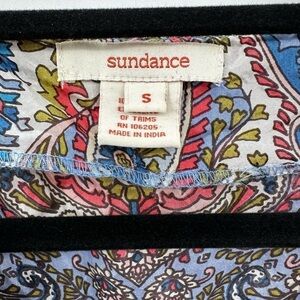 sundance
S
OF TRIMS
RN 106205
MADE IN INDIA